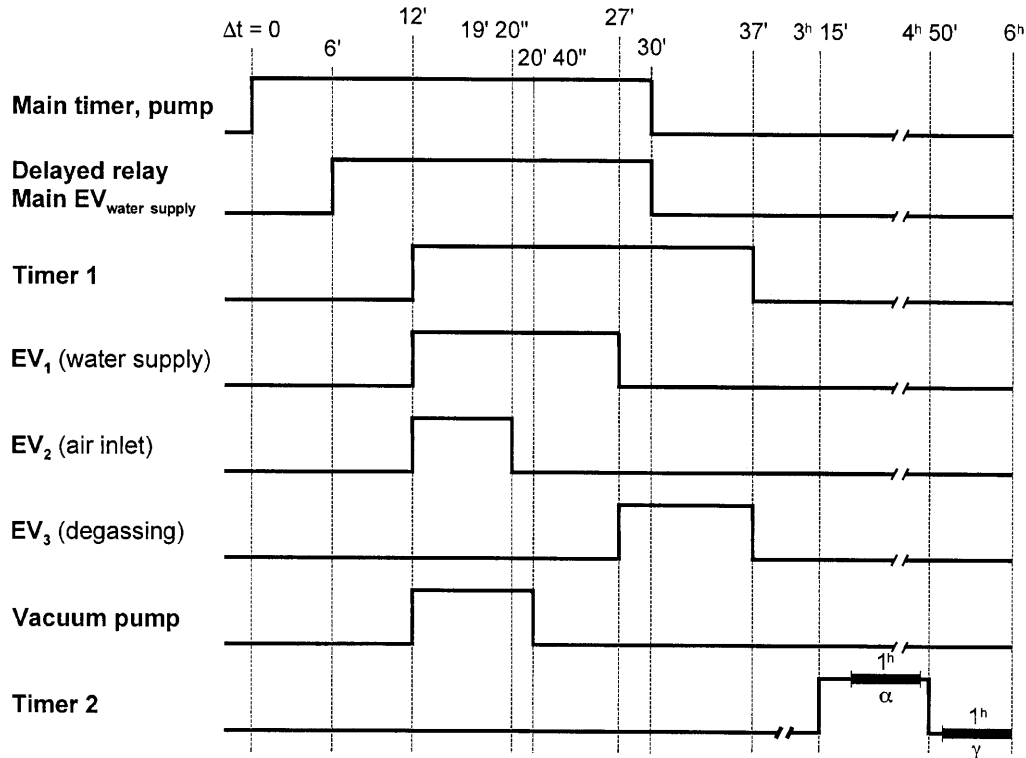 Δt = 0
6'
12'
19' 20"
20' 40"
27'
30'
37'
3ʰ 15'
4ʰ 50'
6ʰ
Main timer, pump
Delayed relay
Main EVwater supply
Timer 1
EV₁ (water supply)
EV₂ (air inlet)
EV₃ (degassing)
Vacuum pump
Timer 2
1ʰ
α
1ʰ
γ